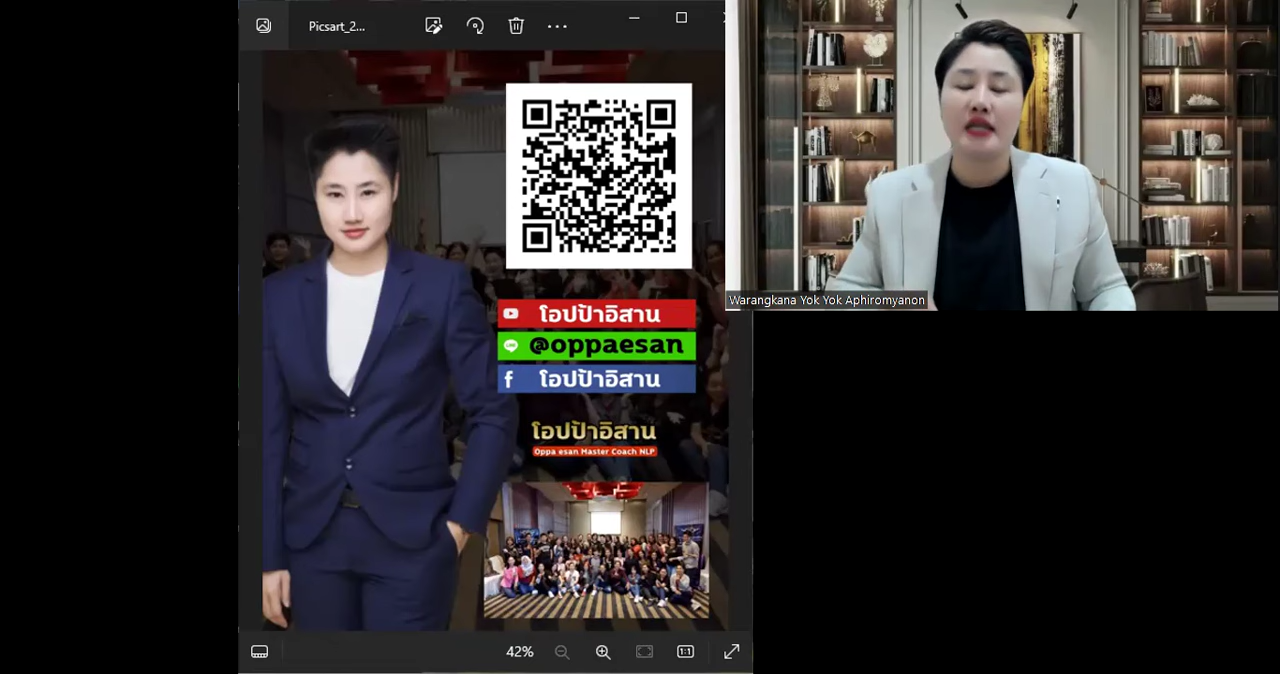 Picsart_2...
โอปป้าอิสาน
@oppaesan
โอปป้าอิสาน
โอปป้าอิสาน
Oppa esan Master Coach NLP
42%
1:1
Warangkana Yok Yok Aphiromyanon